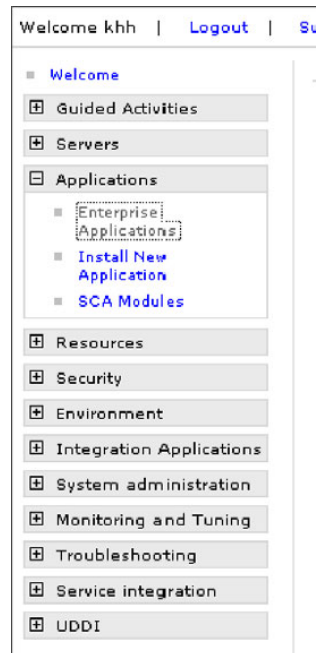 Welcome khh | Logout |
Welcome
Guided Activities
Servers
Applications
Enterprise
Applications
Install New
Application
SCA Modules
Resources
Security
Environment
Integration Applications
System administration
Monitoring and Tuning
Troubleshooting
Service integration
UDDI